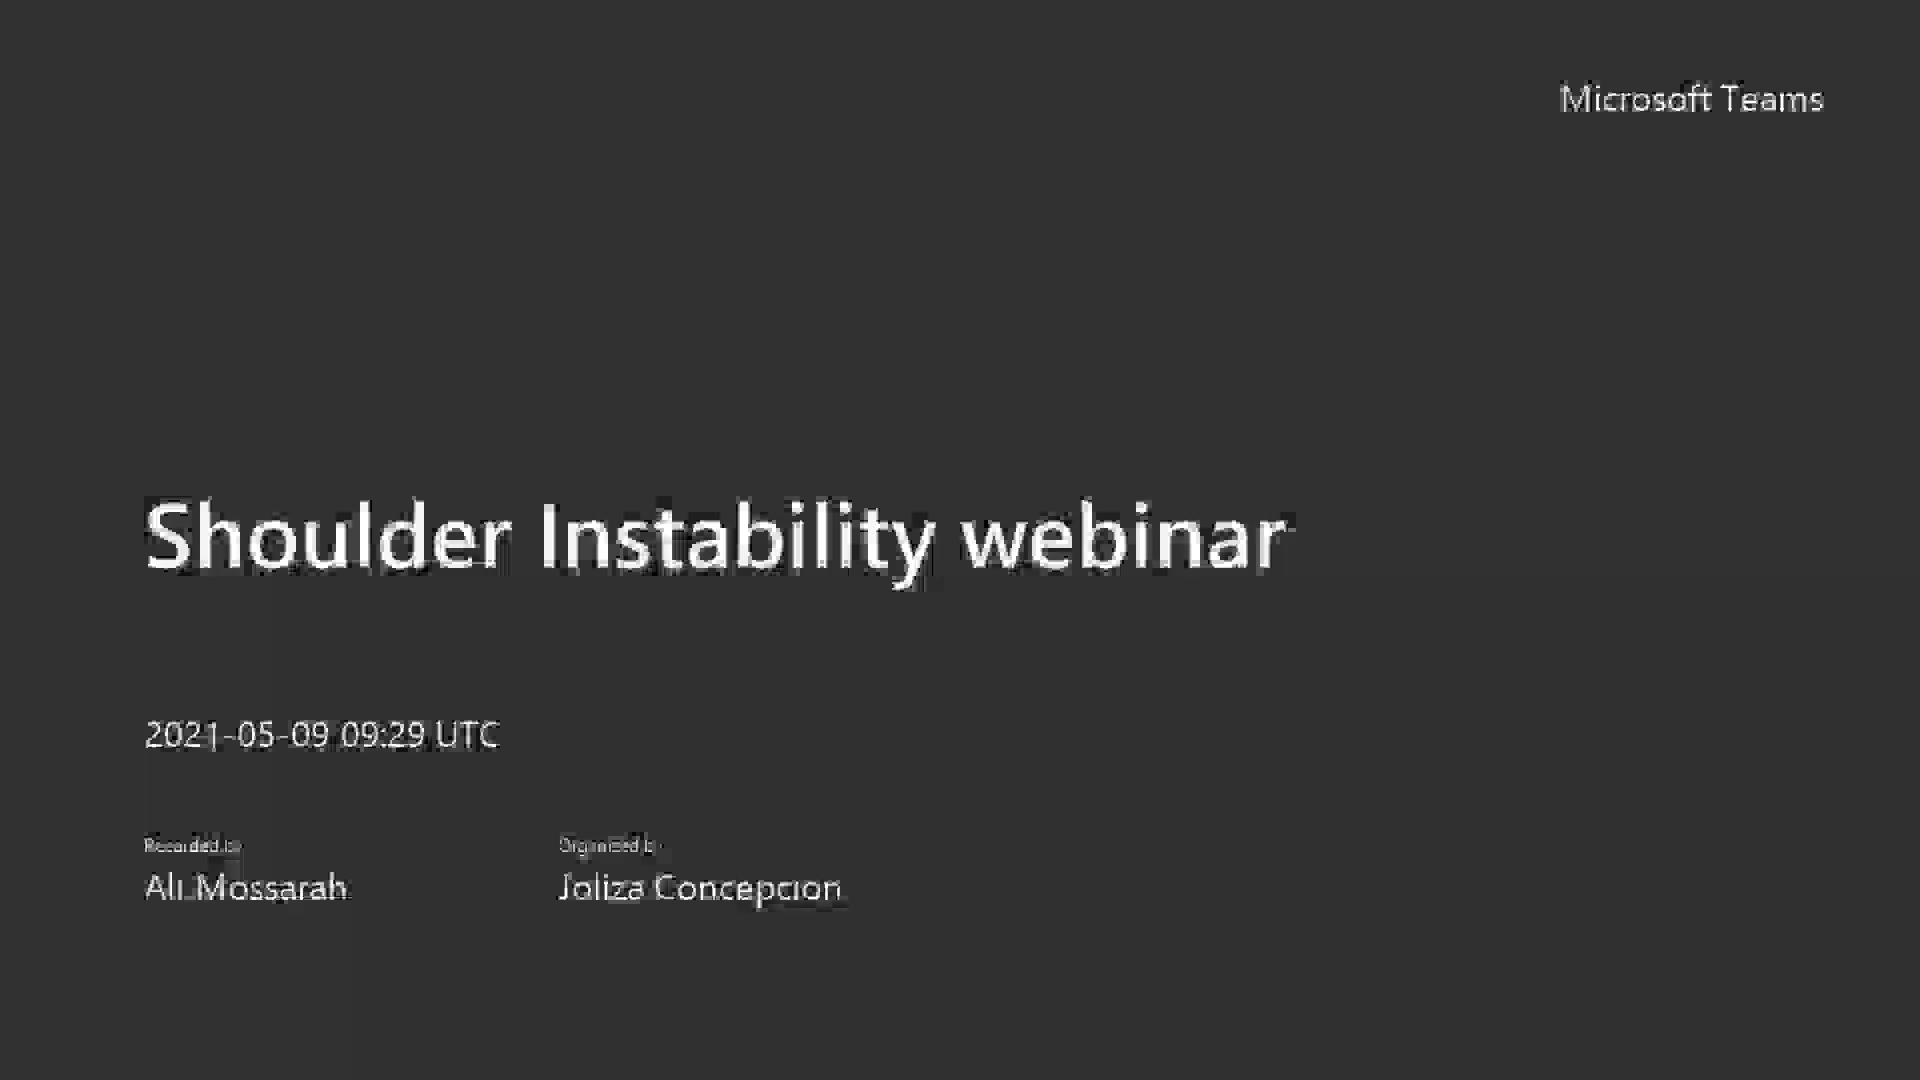 Microsoft Teams
Shoulder Instability webinar
2021-05-09 09:29 UTC
Recorded by
Organized by
Ali Mossarah
Joliza Concepcion